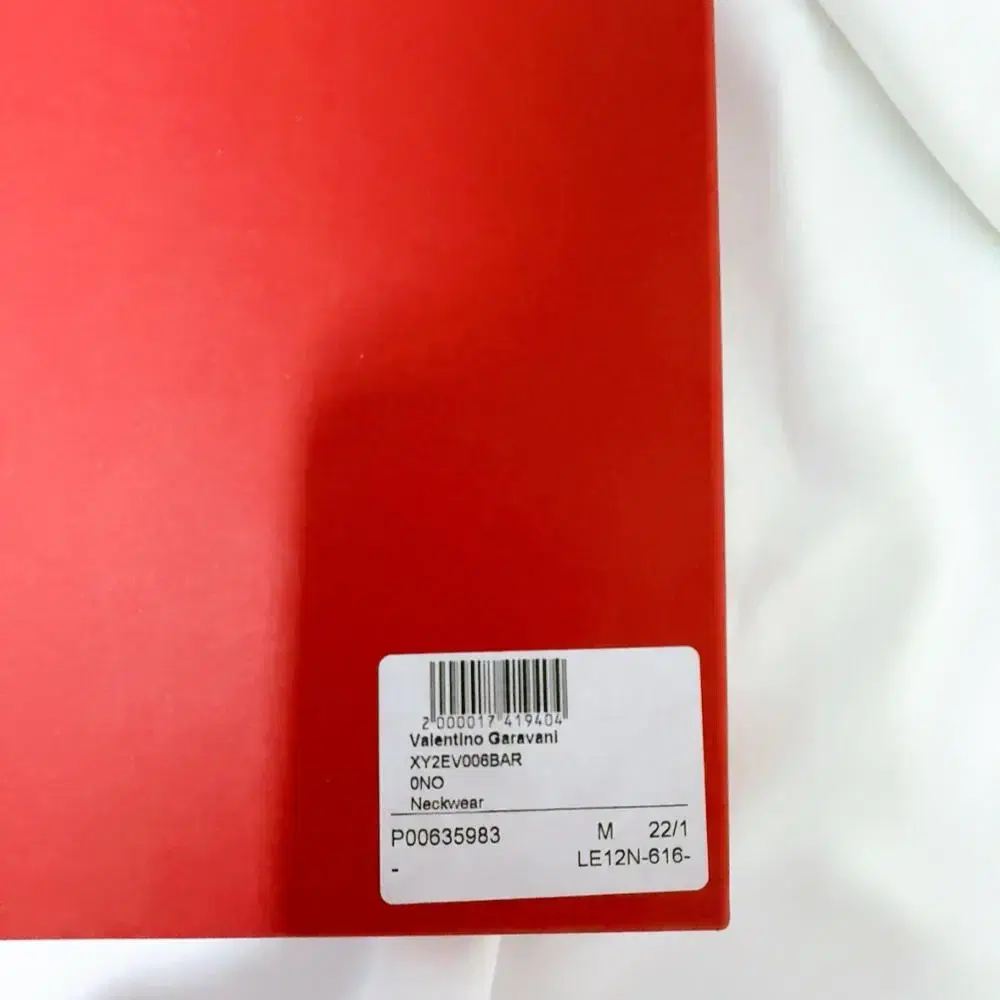 2 000017 419404
Valentino Garavani
XY2EV006BAR
0NO
Neckwear
P00635983 M 22/1
- LE12N-616-